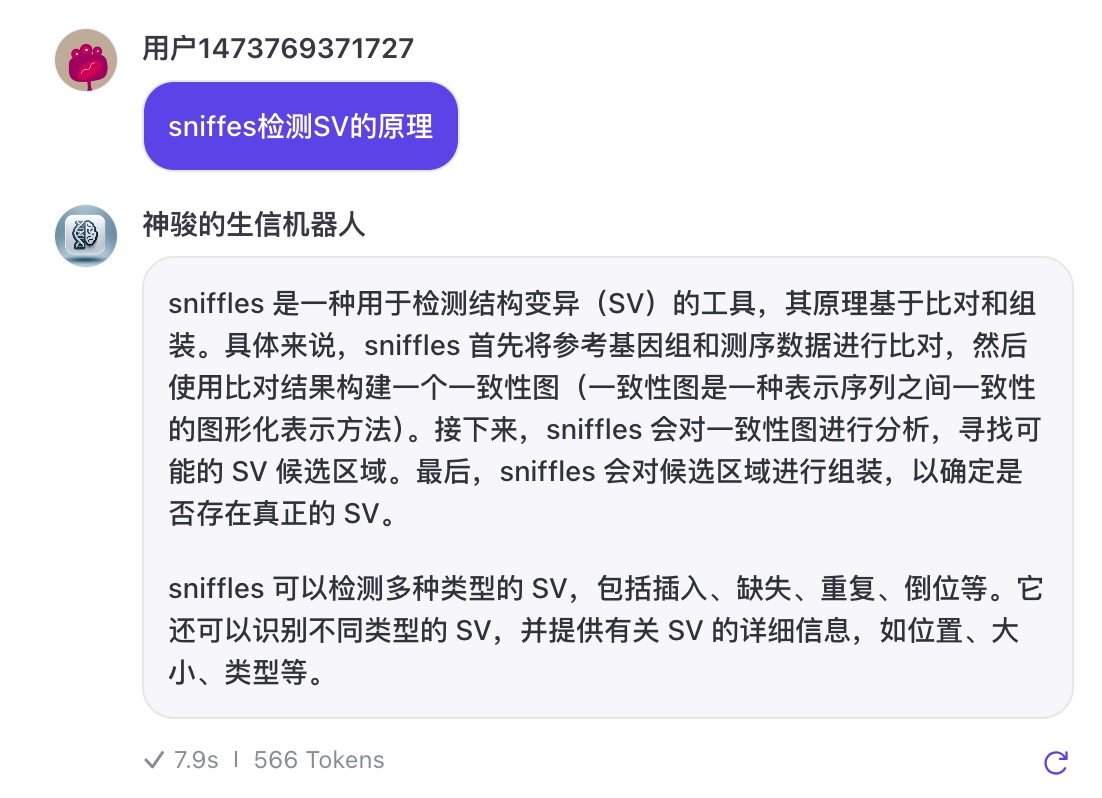 用户1473769371727
sniffes检测SV的原理
神骏的生信机器人
sniffles 是一种用于检测结构变异（SV）的工具，其原理基于比对和组
装。具体来说，sniffles 首先将参考基因组和测序数据进行比对，然后
使用比对结果构建一个一致性图（一致性图是一种表示序列之间一致性
的图形化表示方法）。接下来，sniffles 会对一致性图进行分析，寻找可
能的 SV 候选区域。最后，sniffles 会对候选区域进行组装，以确定是
否存在真正的 SV。
sniffles 可以检测多种类型的 SV，包括插入、缺失、重复、倒位等。它
还可以识别不同类型的 SV，并提供有关 SV 的详细信息，如位置、大
小、类型等。
7.9s | 566 Tokens